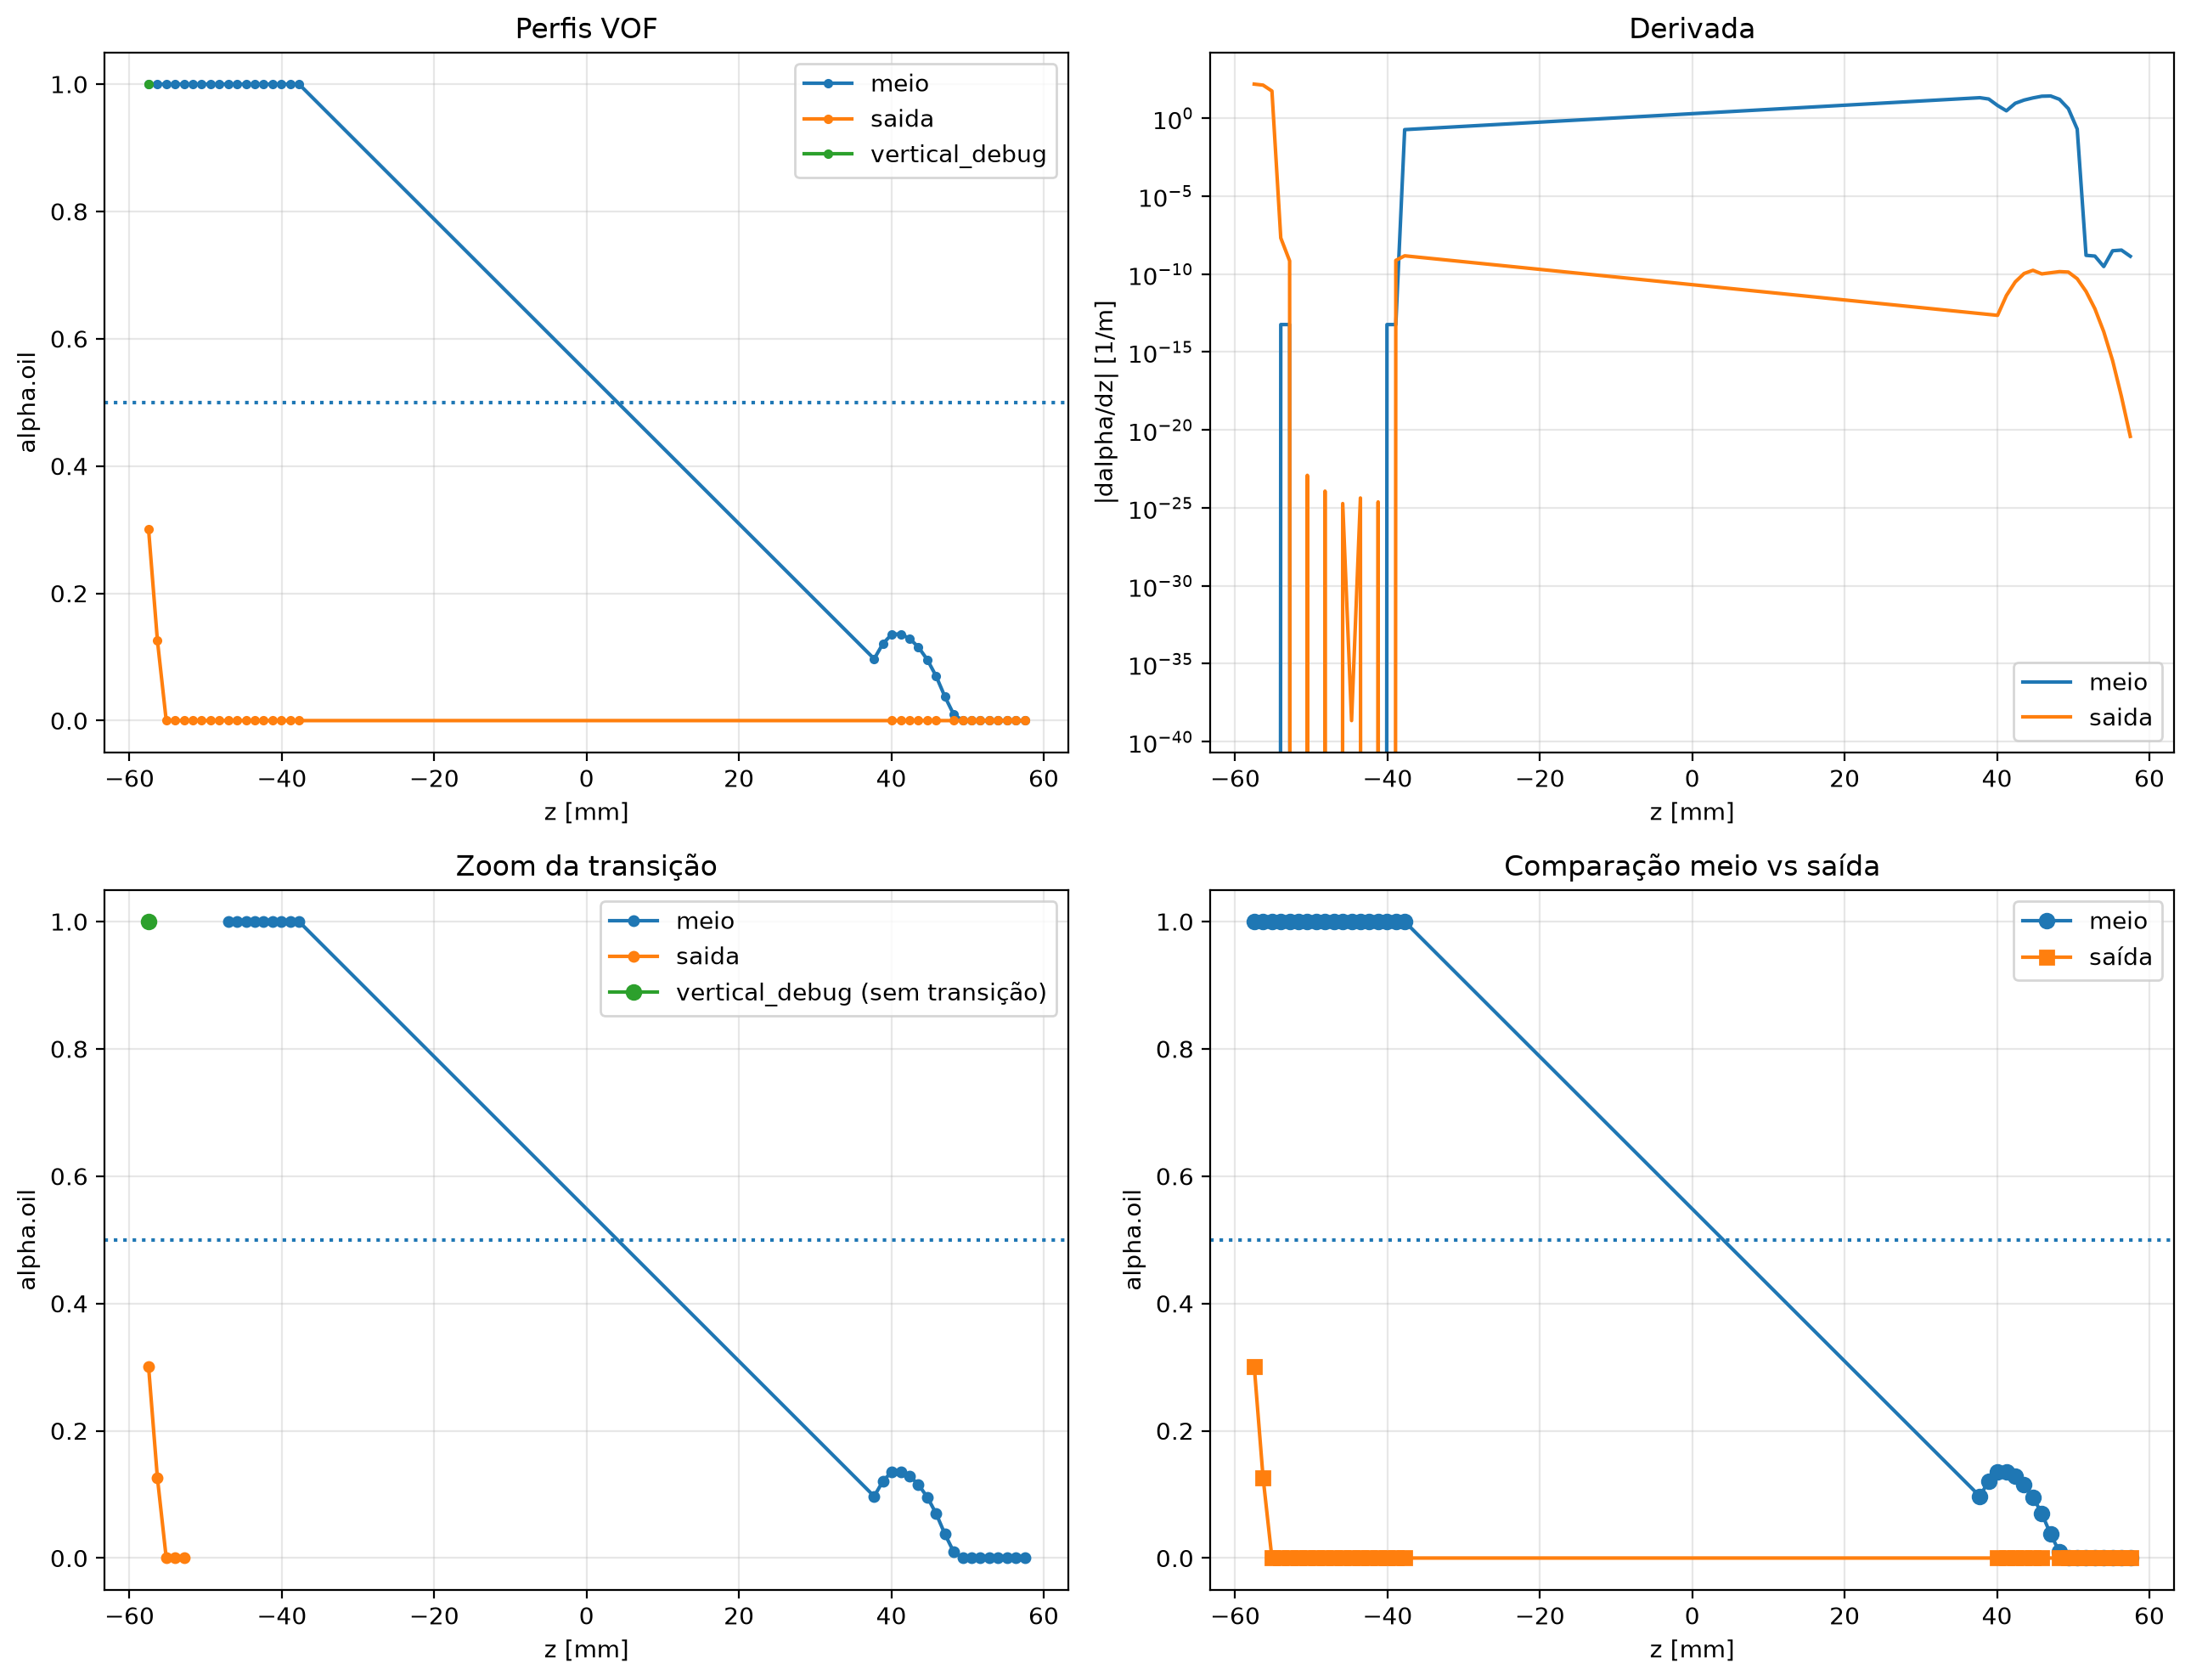 Perfis VOF
1.0
0.8
0.6
0.4
0.2
0.0
alpha.oil
meio
saida
vertical_debug
−60
−40
−20
0
20
40
60
z [mm]
Derivada
10⁰
10⁻⁵
10⁻¹⁰
10⁻¹⁵
10⁻²⁰
10⁻²⁵
10⁻³⁰
10⁻³⁵
10⁻⁴⁰
|dalpha/dz| [1/m]
meio
saida
−60
−40
−20
0
20
40
60
z [mm]
Zoom da transição
1.0
0.8
0.6
0.4
0.2
0.0
alpha.oil
meio
saida
vertical_debug (sem transição)
−60
−40
−20
0
20
40
60
z [mm]
Comparação meio vs saída
1.0
0.8
0.6
0.4
0.2
0.0
alpha.oil
meio
saída
−60
−40
−20
0
20
40
60
z [mm]